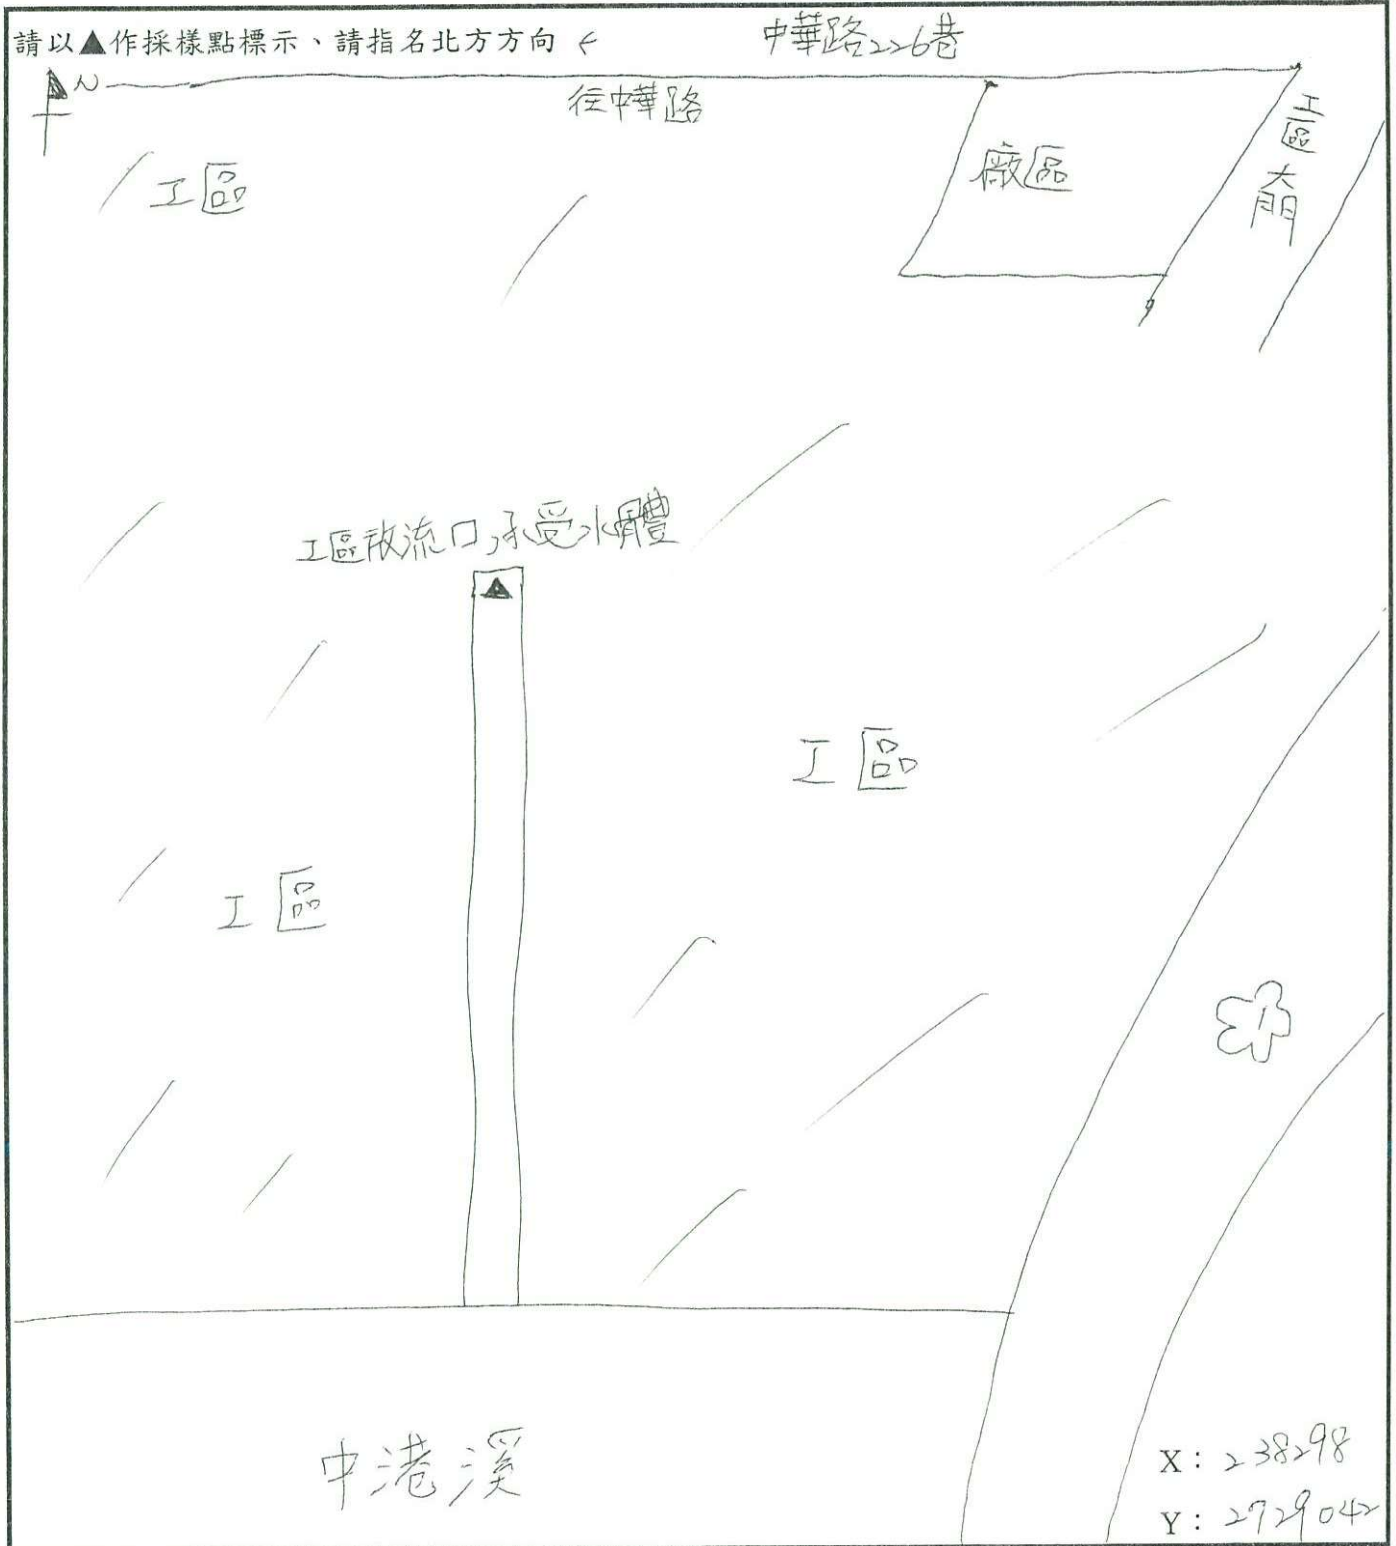 請以▲作採樣點標示、請指名北方方向 ←
中華路226巷
N
往中華路
工區
廠區
工區大門
工區放流口,承受水體
▲
工區
工區
中港溪
X: 238298
Y: 2729042